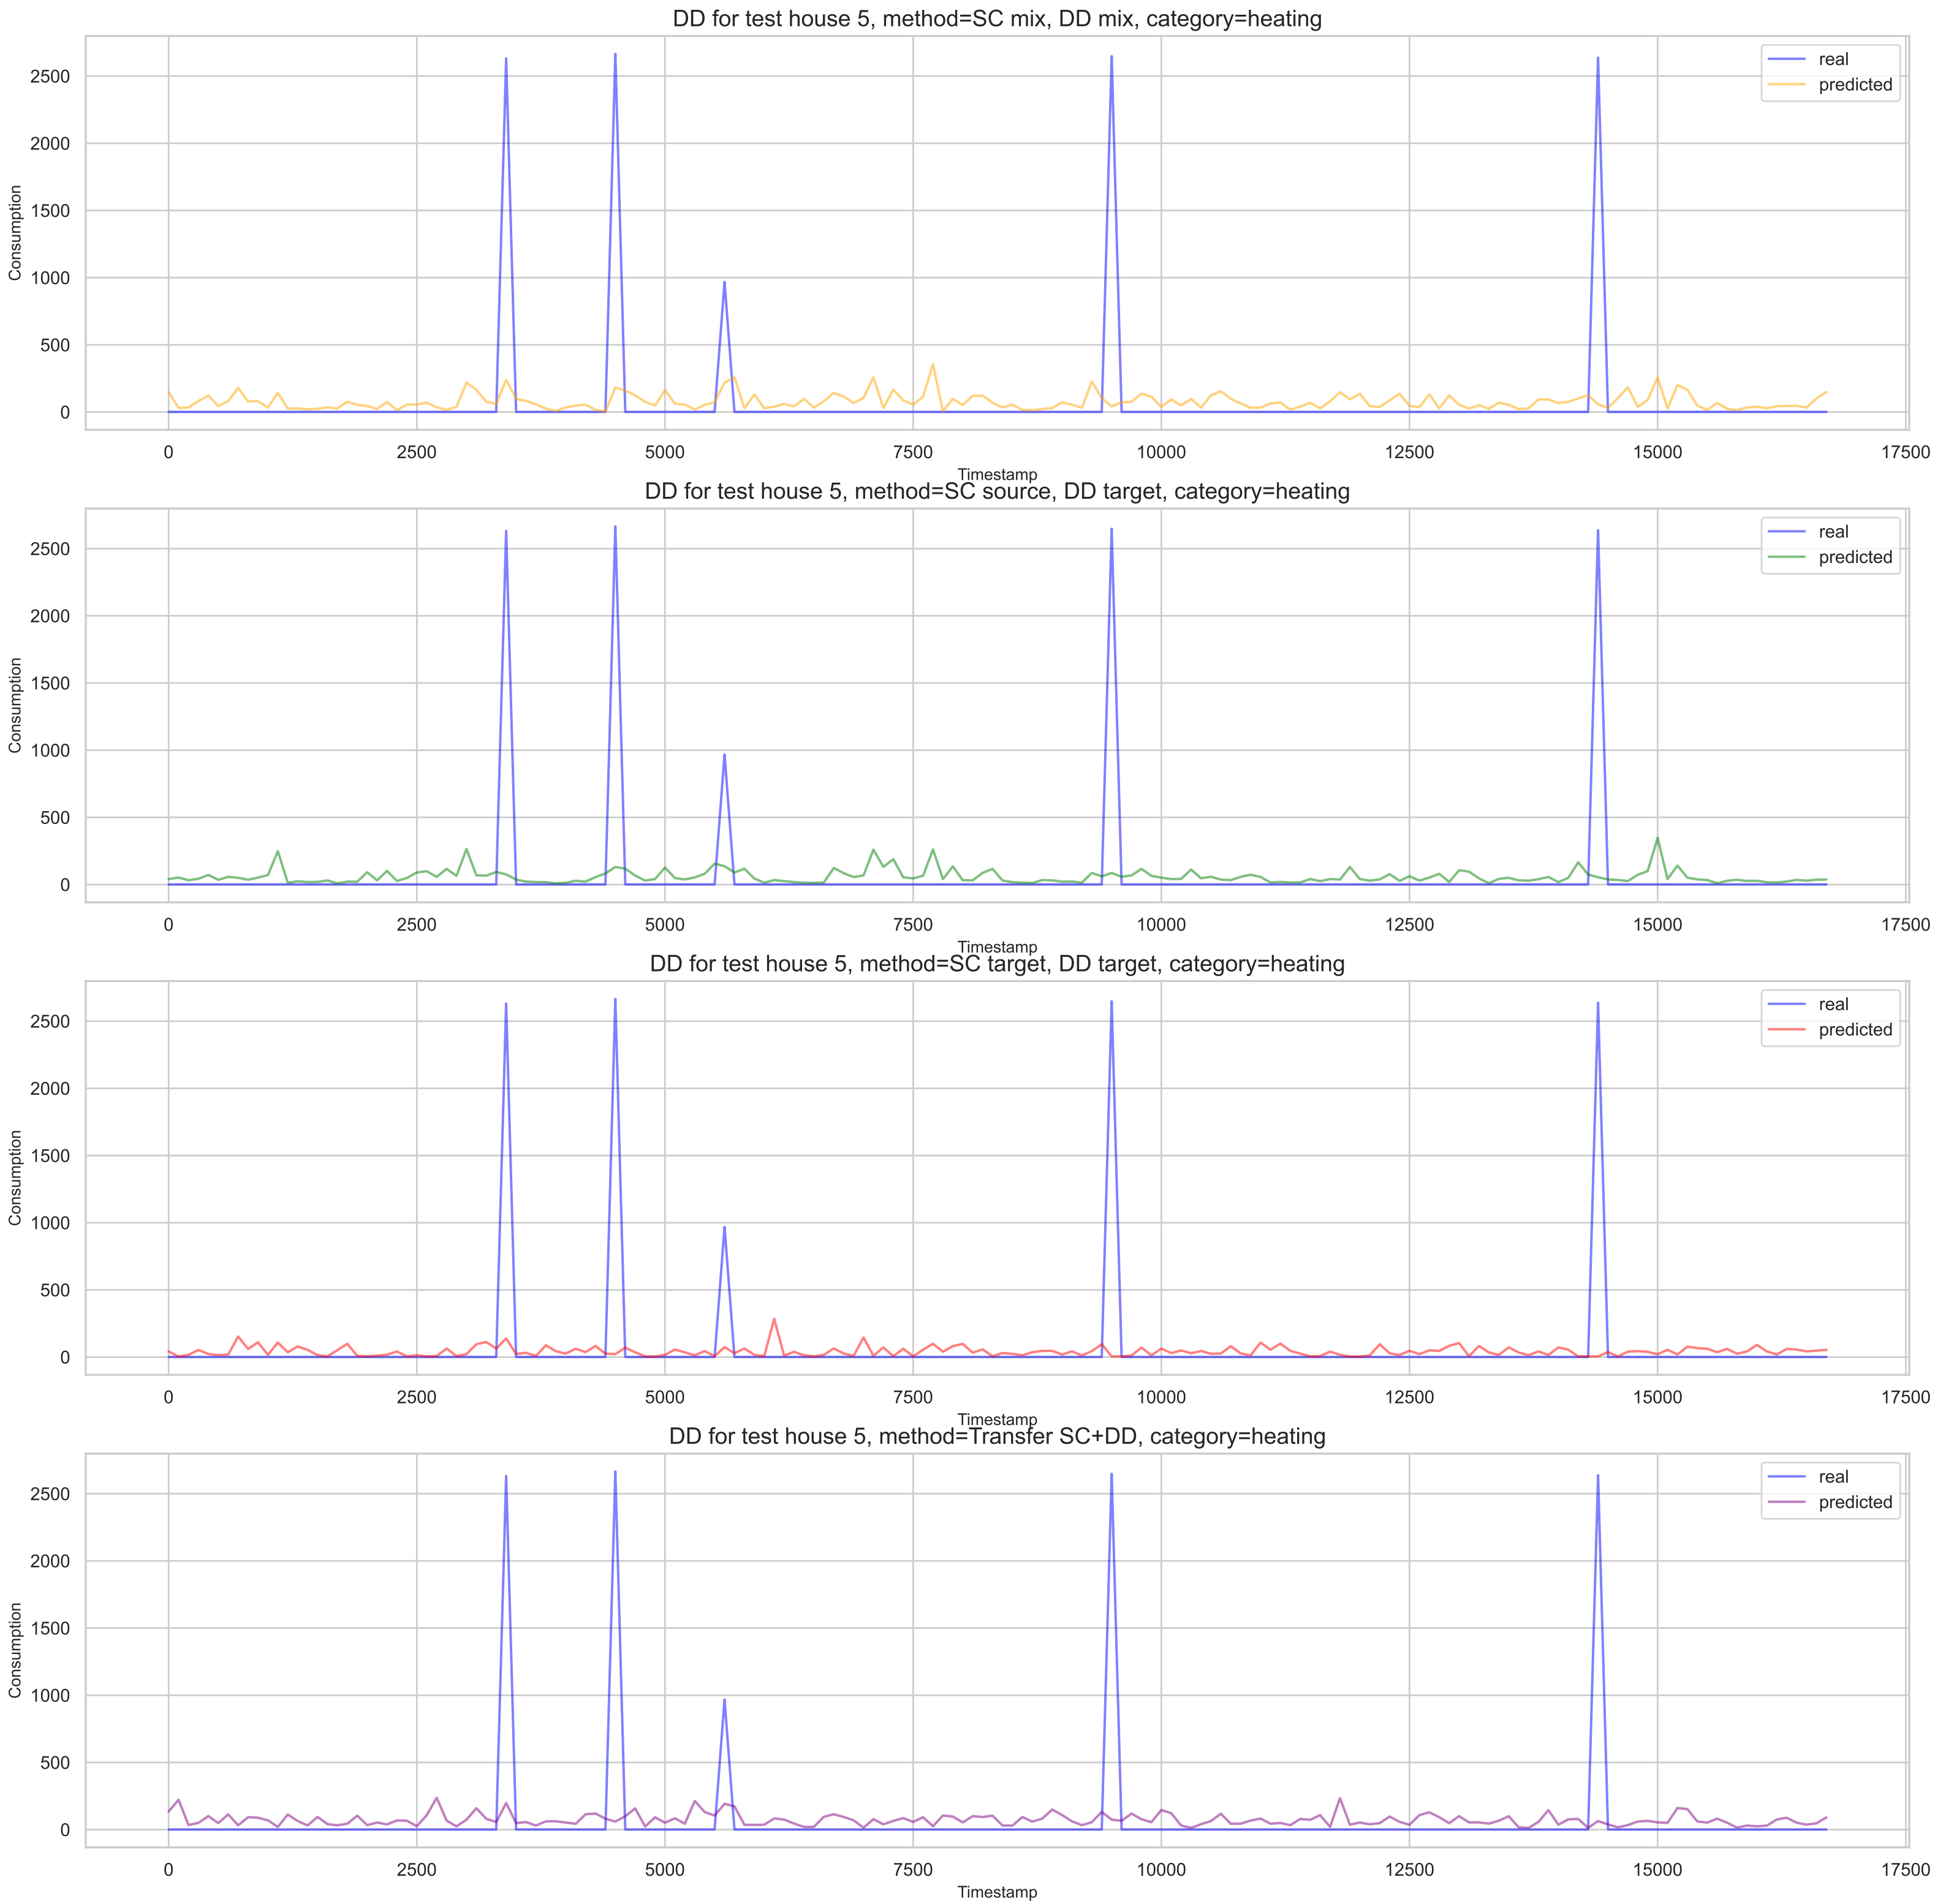 DD for test house 5, method=SC mix, DD mix, category=heating
real
predicted
2500
2000
1500
1000
500
0
Consumption
0 2500 5000 7500 10000 12500 15000 17500
Timestamp
DD for test house 5, method=SC source, DD target, category=heating
real
predicted
2500
2000
1500
1000
500
0
Consumption
0 2500 5000 7500 10000 12500 15000 17500
Timestamp
DD for test house 5, method=SC target, DD target, category=heating
real
predicted
2500
2000
1500
1000
500
0
Consumption
0 2500 5000 7500 10000 12500 15000 17500
Timestamp
DD for test house 5, method=Transfer SC+DD, category=heating
real
predicted
2500
2000
1500
1000
500
0
Consumption
0 2500 5000 7500 10000 12500 15000 17500
Timestamp